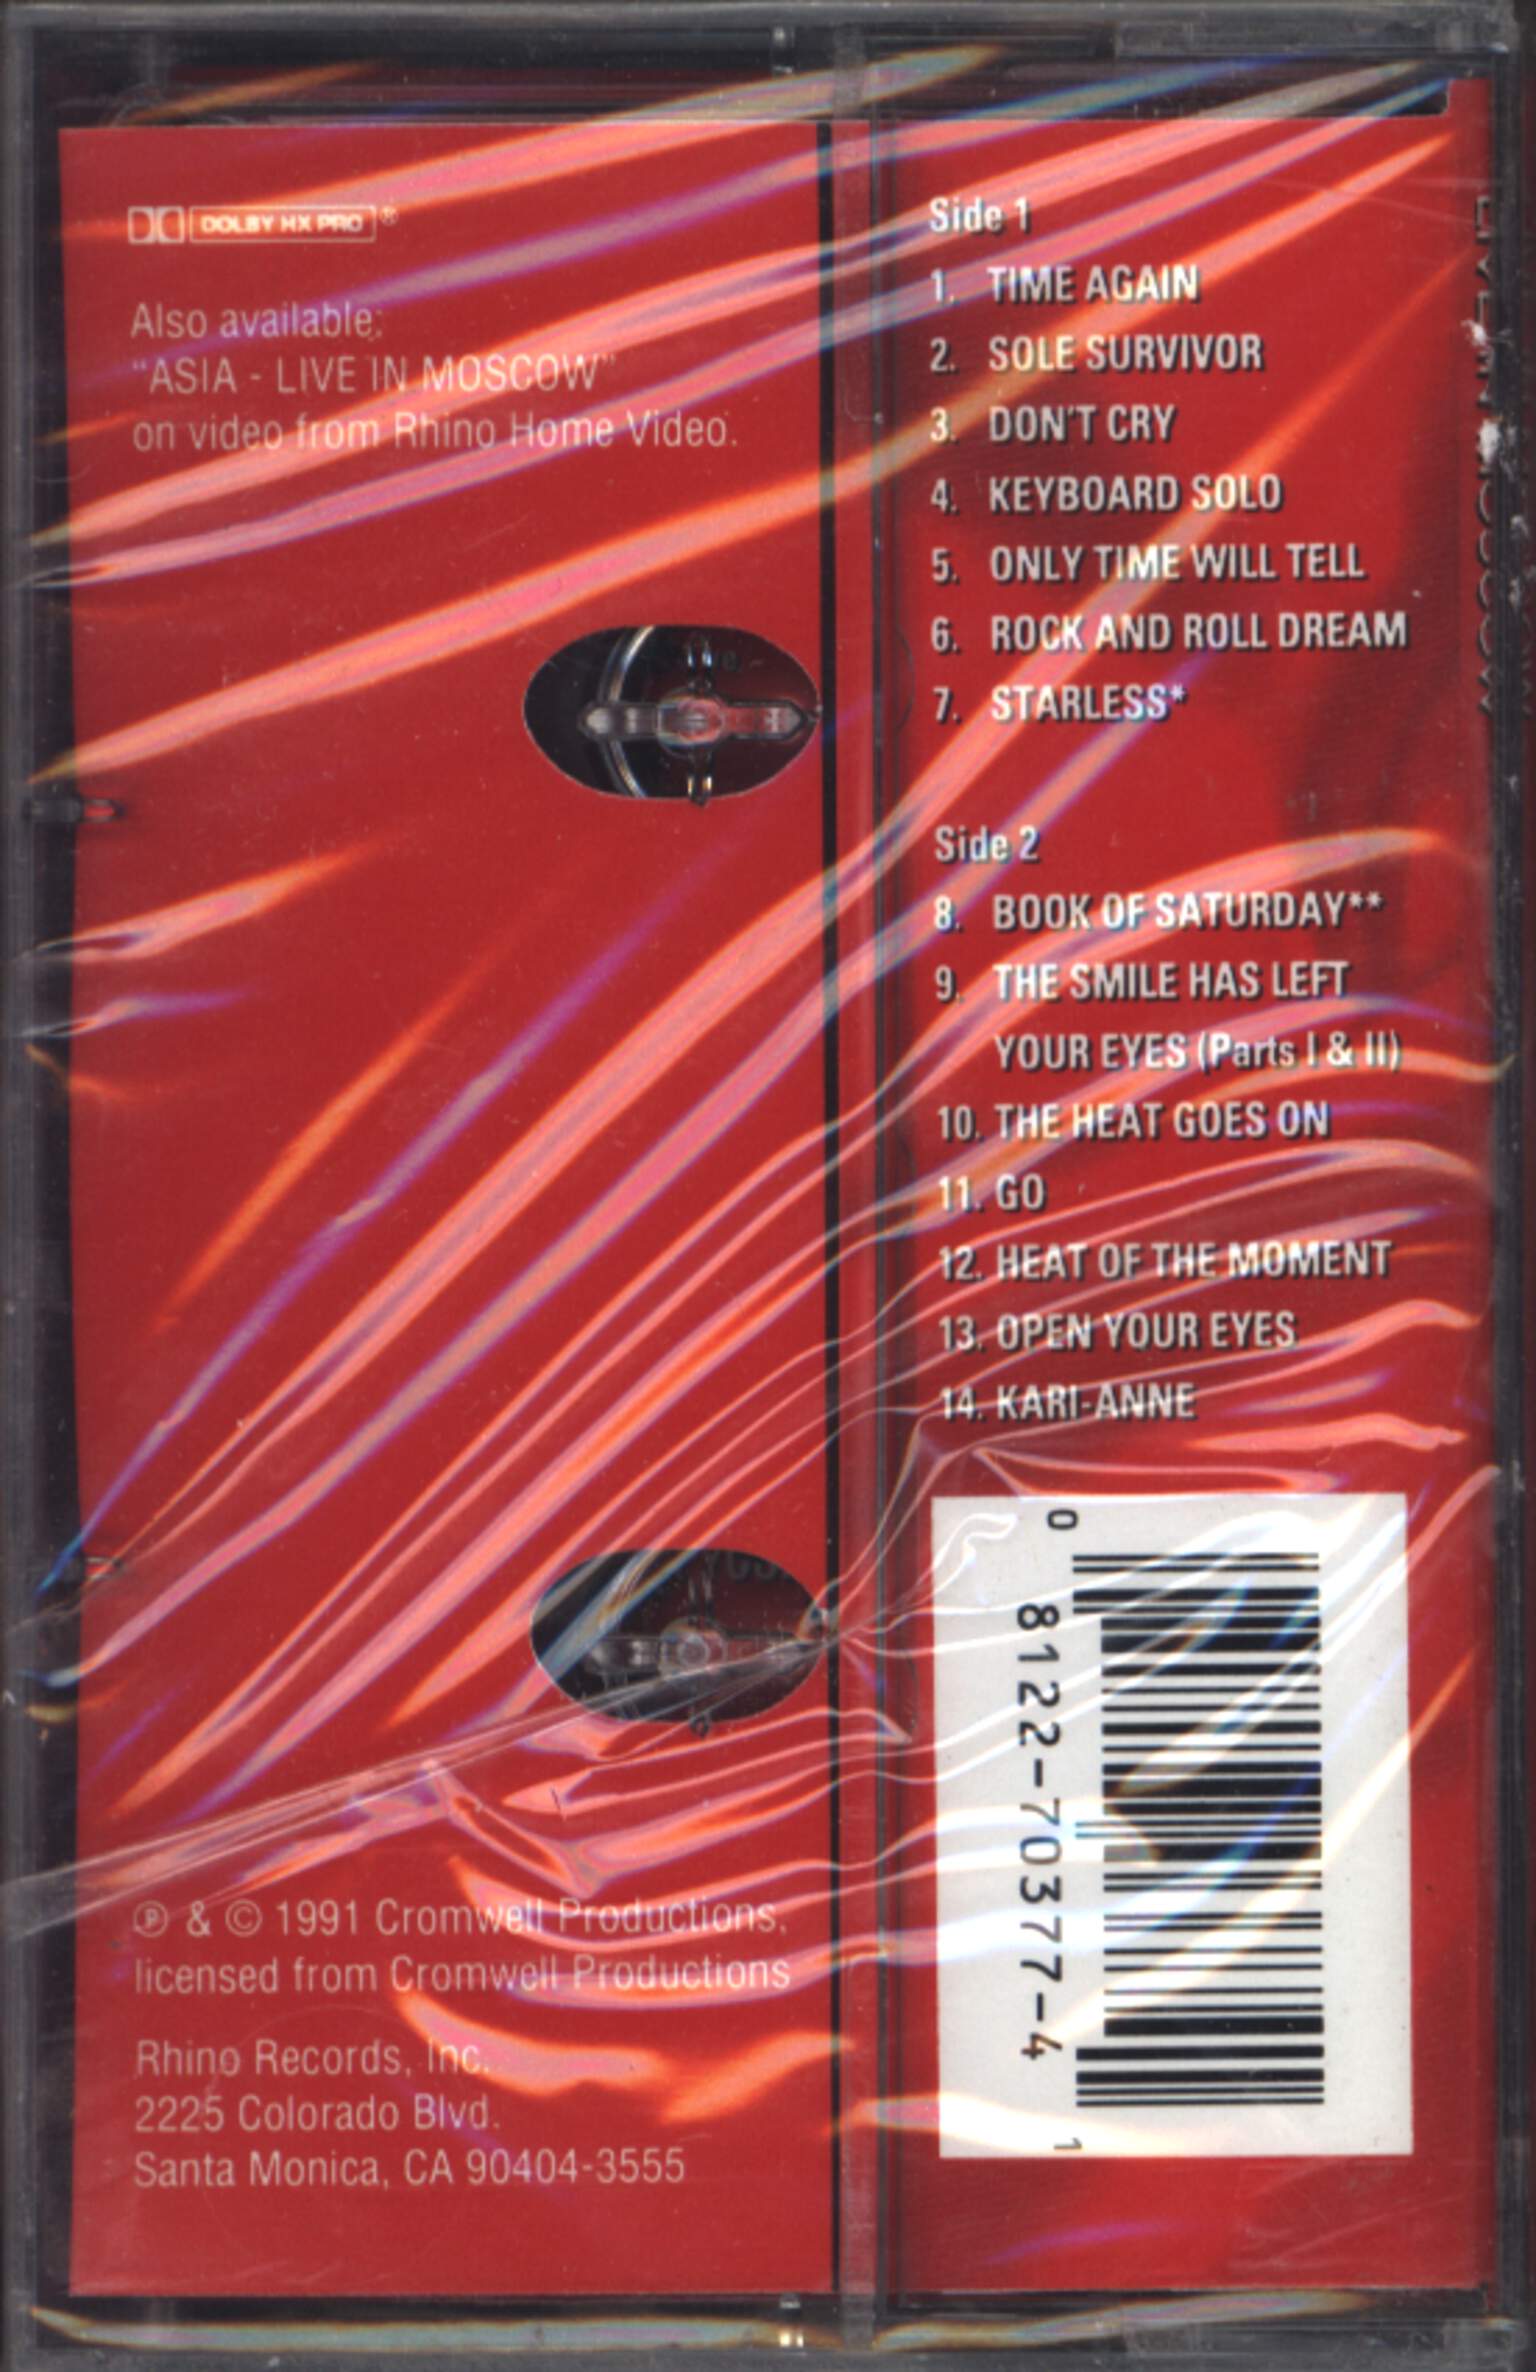 DOLBY HX PRO ®
Also available:
"ASIA - LIVE IN MOSCOW"
on video from Rhino Home Video.
℗ & © 1991 Cromwell Productions,
licensed from Cromwell Productions
Rhino Records, Inc.
2225 Colorado Blvd.
Santa Monica, CA 90404-3555
Side 1
1. TIME AGAIN
2. SOLE SURVIVOR
3. DON'T CRY
4. KEYBOARD SOLO
5. ONLY TIME WILL TELL
6. ROCK AND ROLL DREAM
7. STARLESS*
Side 2
8. BOOK OF SATURDAY**
9. THE SMILE HAS LEFT
YOUR EYES (Parts I & II)
10. THE HEAT GOES ON
11. GO
12. HEAT OF THE MOMENT
13. OPEN YOUR EYES
14. KARI-ANNE
0 8122-70377-4 1